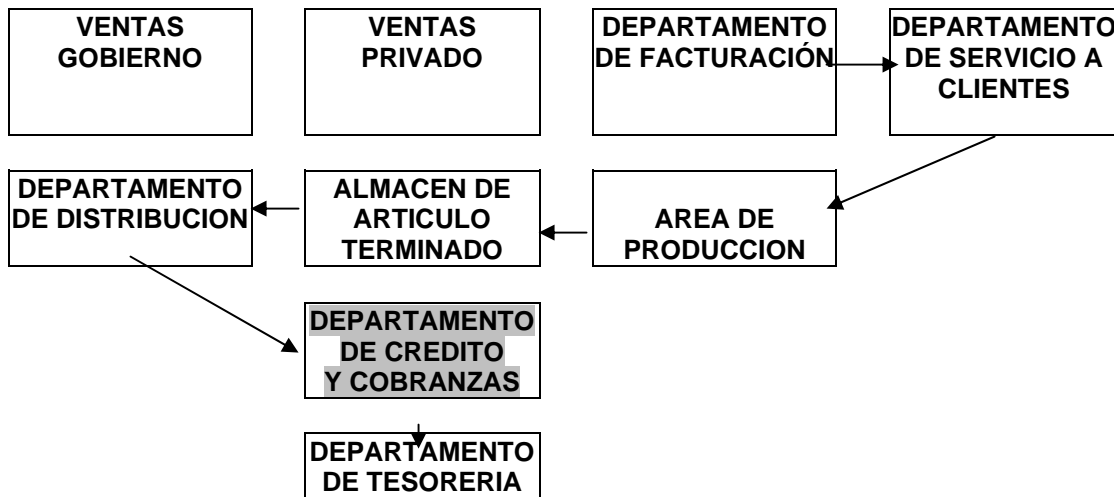 VENTAS
GOBIERNO
VENTAS
PRIVADO
DEPARTAMENTO
DE FACTURACIÓN
DEPARTAMENTO
DE SERVICIO A
CLIENTES
DEPARTAMENTO
DE DISTRIBUCION
ALMACEN DE
ARTICULO
TERMINADO
AREA DE
PRODUCCION
DEPARTAMENTO
DE CREDITO
Y COBRANZAS
DEPARTAMENTO
DE TESORERIA